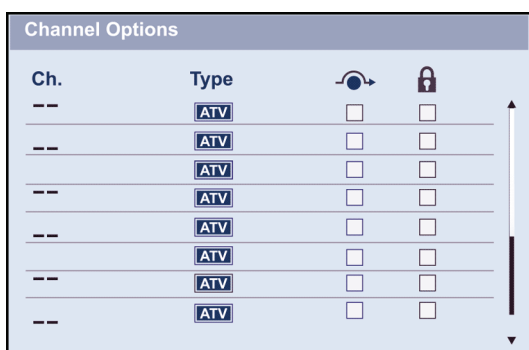 Channel Options
Ch. Type
-- ATV
-- ATV
ATV
-- ATV
-- ATV
ATV
-- ATV
-- ATV